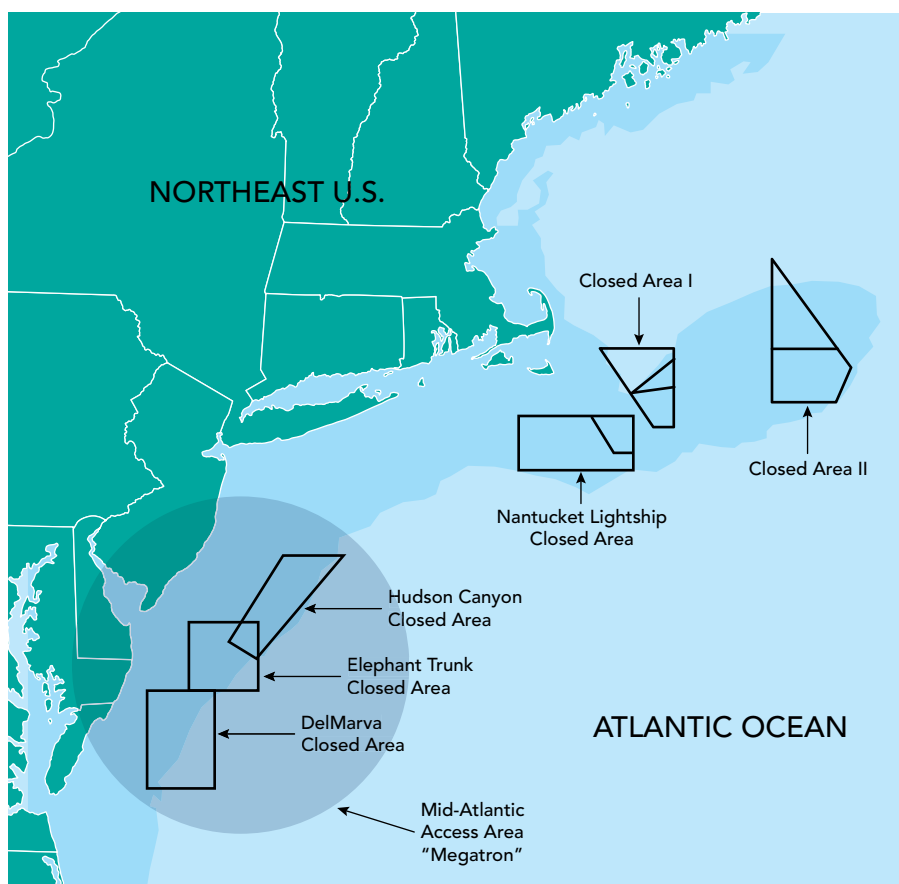 NORTHEAST U.S.
Closed Area I
Closed Area II
Nantucket Lightship
Closed Area
Hudson Canyon
Closed Area
Elephant Trunk
Closed Area
DelMarva
Closed Area
ATLANTIC OCEAN
Mid-Atlantic
Access Area
“Megatron”